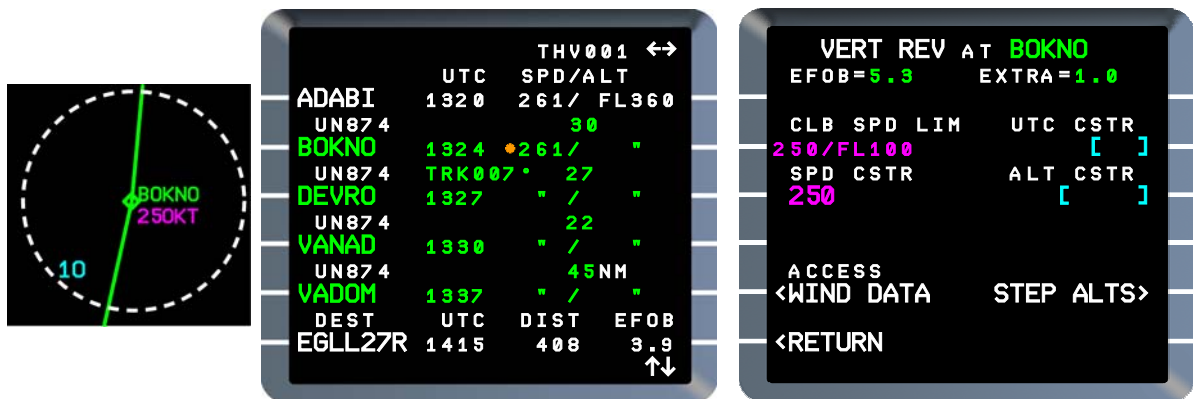 BOKNO
250KT
10
THV001 ↔
UTC SPD/ALT
ADABI 1320 261/ FL360
UN874 30
BOKNO 1324 *261/ "
UN874 TRK007° 27
DEVRO 1327 " / "
UN874 22
VANAD 1330 " / "
UN874 45NM
VADOM 1337 " / "
DEST UTC DIST EFOB
EGLL27R 1415 408 3.9
↑↓
VERT REV AT BOKNO
EFOB=5.3 EXTRA=1.0
CLB SPD LIM UTC CSTR
250/FL100 [ ]
SPD CSTR ALT CSTR
250 [ ]
ACCESS
<WIND DATA STEP ALTS>
<RETURN